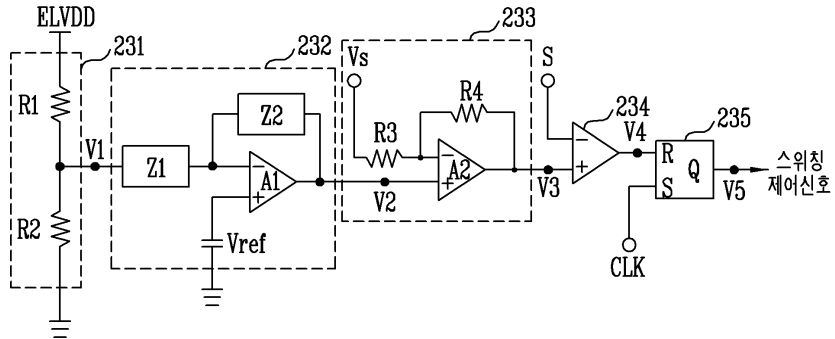 ELVDD
231
232
233
Vs
S
234
235
R1
R2
V1
Z1
Z2
A1
Vref
V2
R3
R4
A2
V3
V4
R
S
Q
V5
CLK
스위칭
제어신호